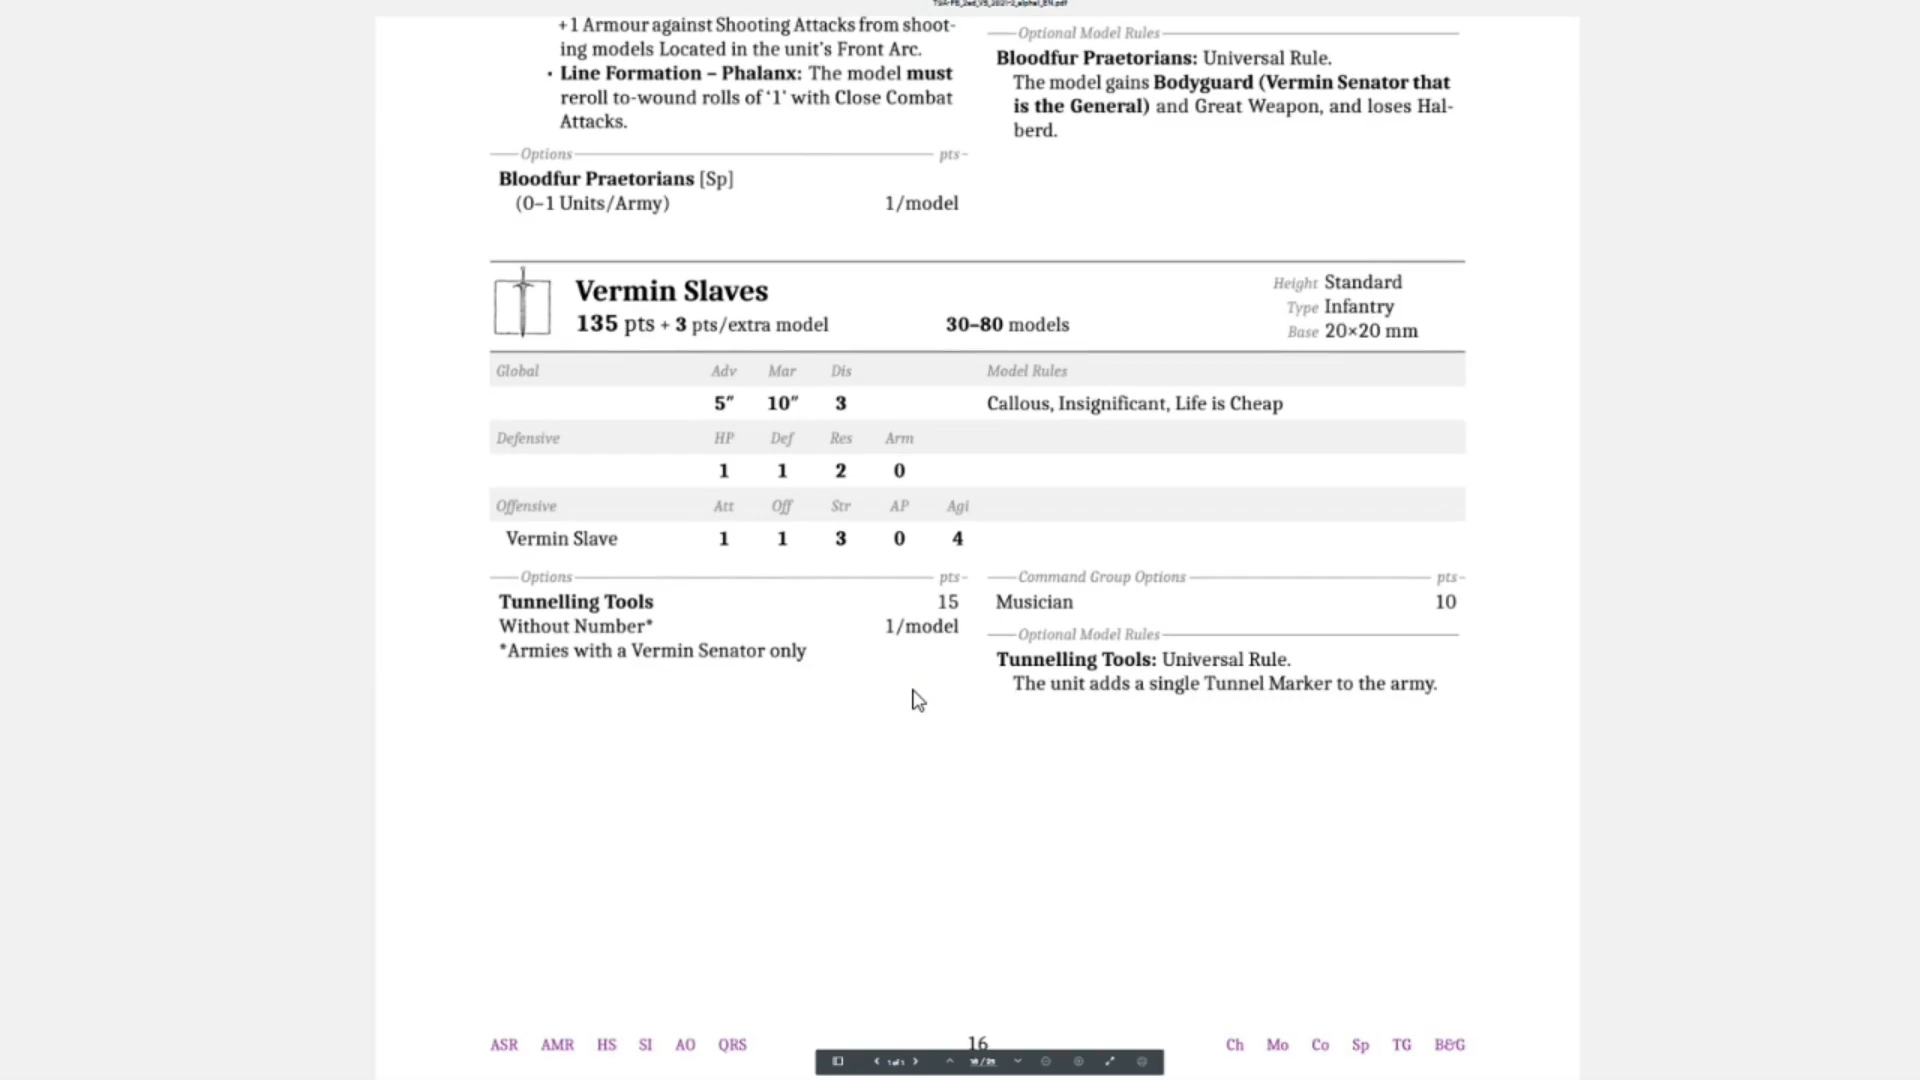 TSA-FB_2ed_V5_2021-2_alpha1_EN.pdf
+1 Armour against Shooting Attacks from shoot-
ing models Located in the unit's Front Arc.
• Line Formation – Phalanx: The model must
reroll to-wound rolls of '1' with Close Combat
Attacks.
Options pts
Bloodfur Praetorians [Sp]
(0–1 Units/Army) 1/model
Optional Model Rules
Bloodfur Praetorians: Universal Rule.
The model gains Bodyguard (Vermin Senator that
is the General) and Great Weapon, and loses Hal-
berd.
Vermin Slaves
135 pts + 3 pts/extra model 30–80 models
Height Standard
Type Infantry
Base 20×20 mm
Global Adv Mar Dis Model Rules
5″ 10″ 3 Callous, Insignificant, Life is Cheap
Defensive HP Def Res Arm
1 1 2 0
Offensive Att Off Str AP Agi
Vermin Slave 1 1 3 0 4
Options pts
Tunnelling Tools 15
Without Number* 1/model
*Armies with a Vermin Senator only
Command Group Options pts
Musician 10
Optional Model Rules
Tunnelling Tools: Universal Rule.
The unit adds a single Tunnel Marker to the army.
ASR AMR HS SI AO QRS 16 Ch Mo Co Sp TG B&G
1 of 1